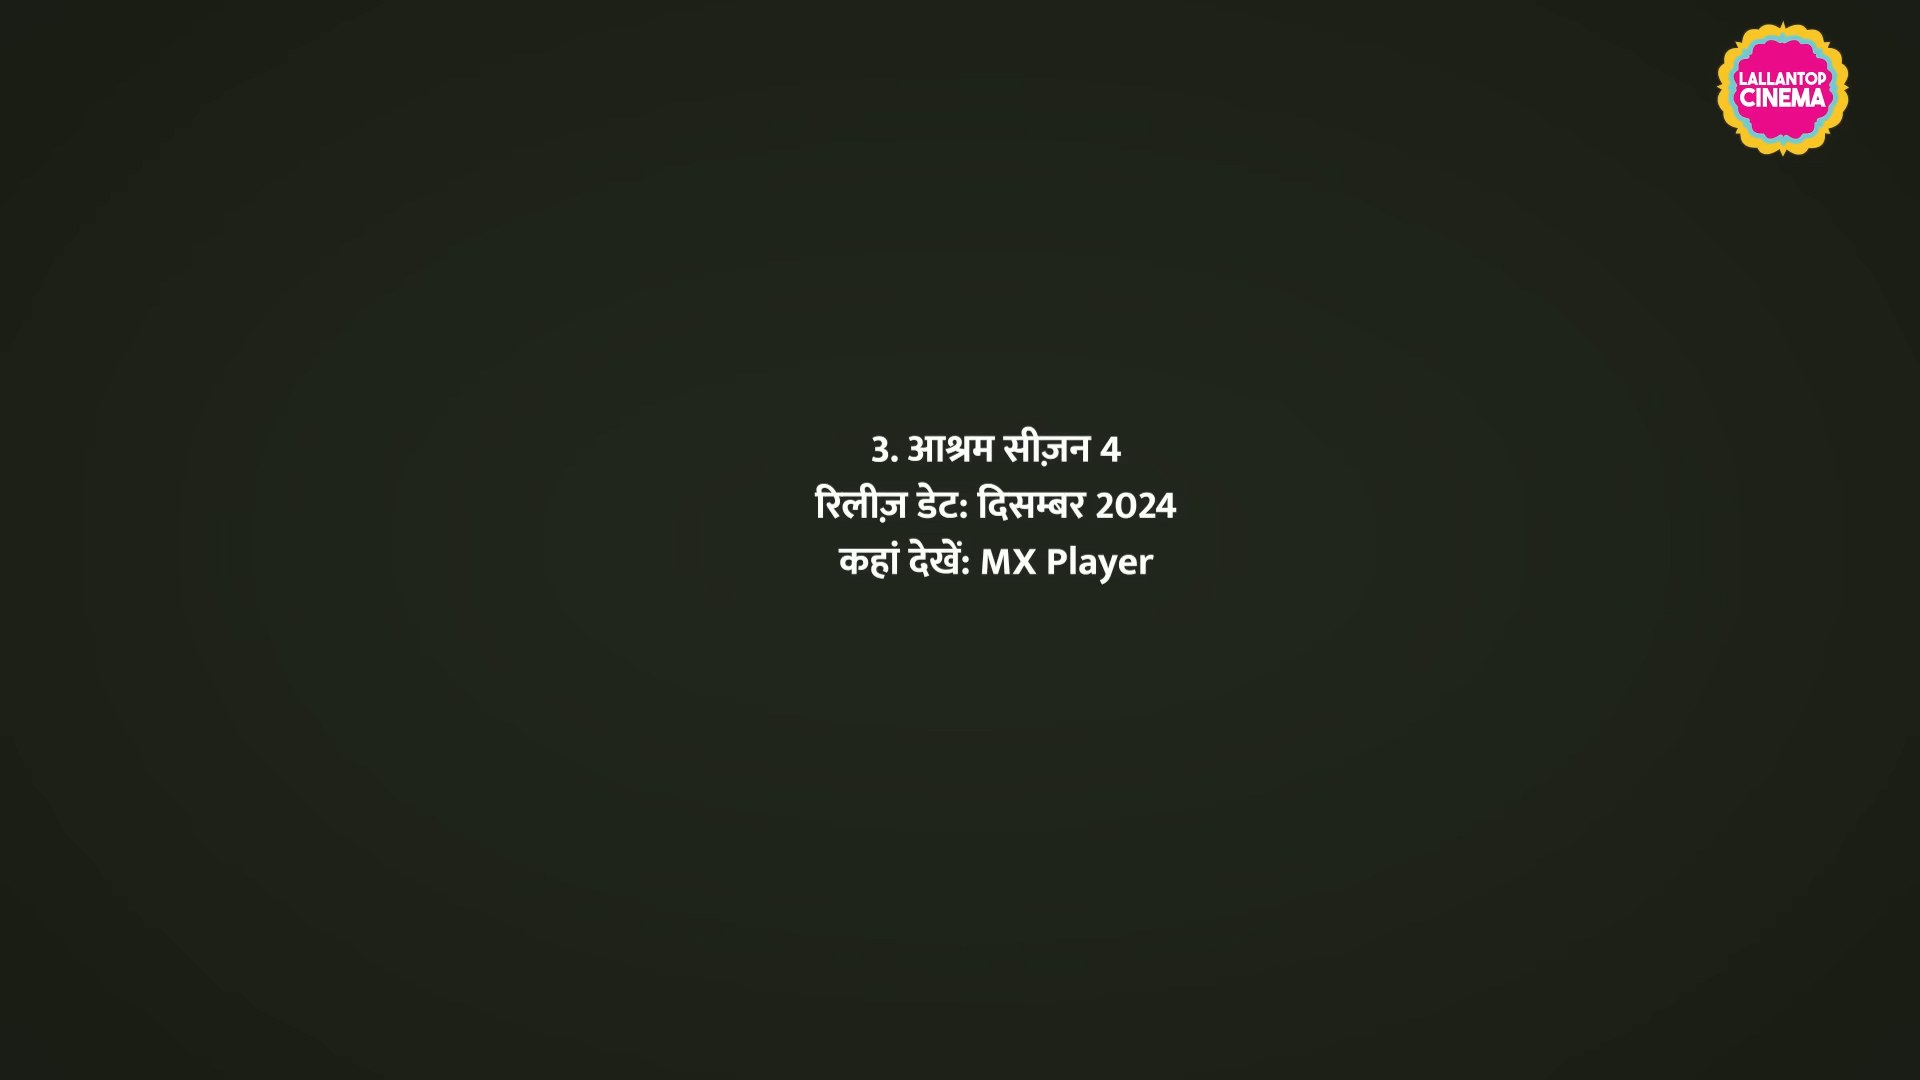 LALLANTOP
CINEMA
3. आश्रम सीज़न 4
रिलीज़ डेट: दिसम्बर 2024
कहां देखें: MX Player